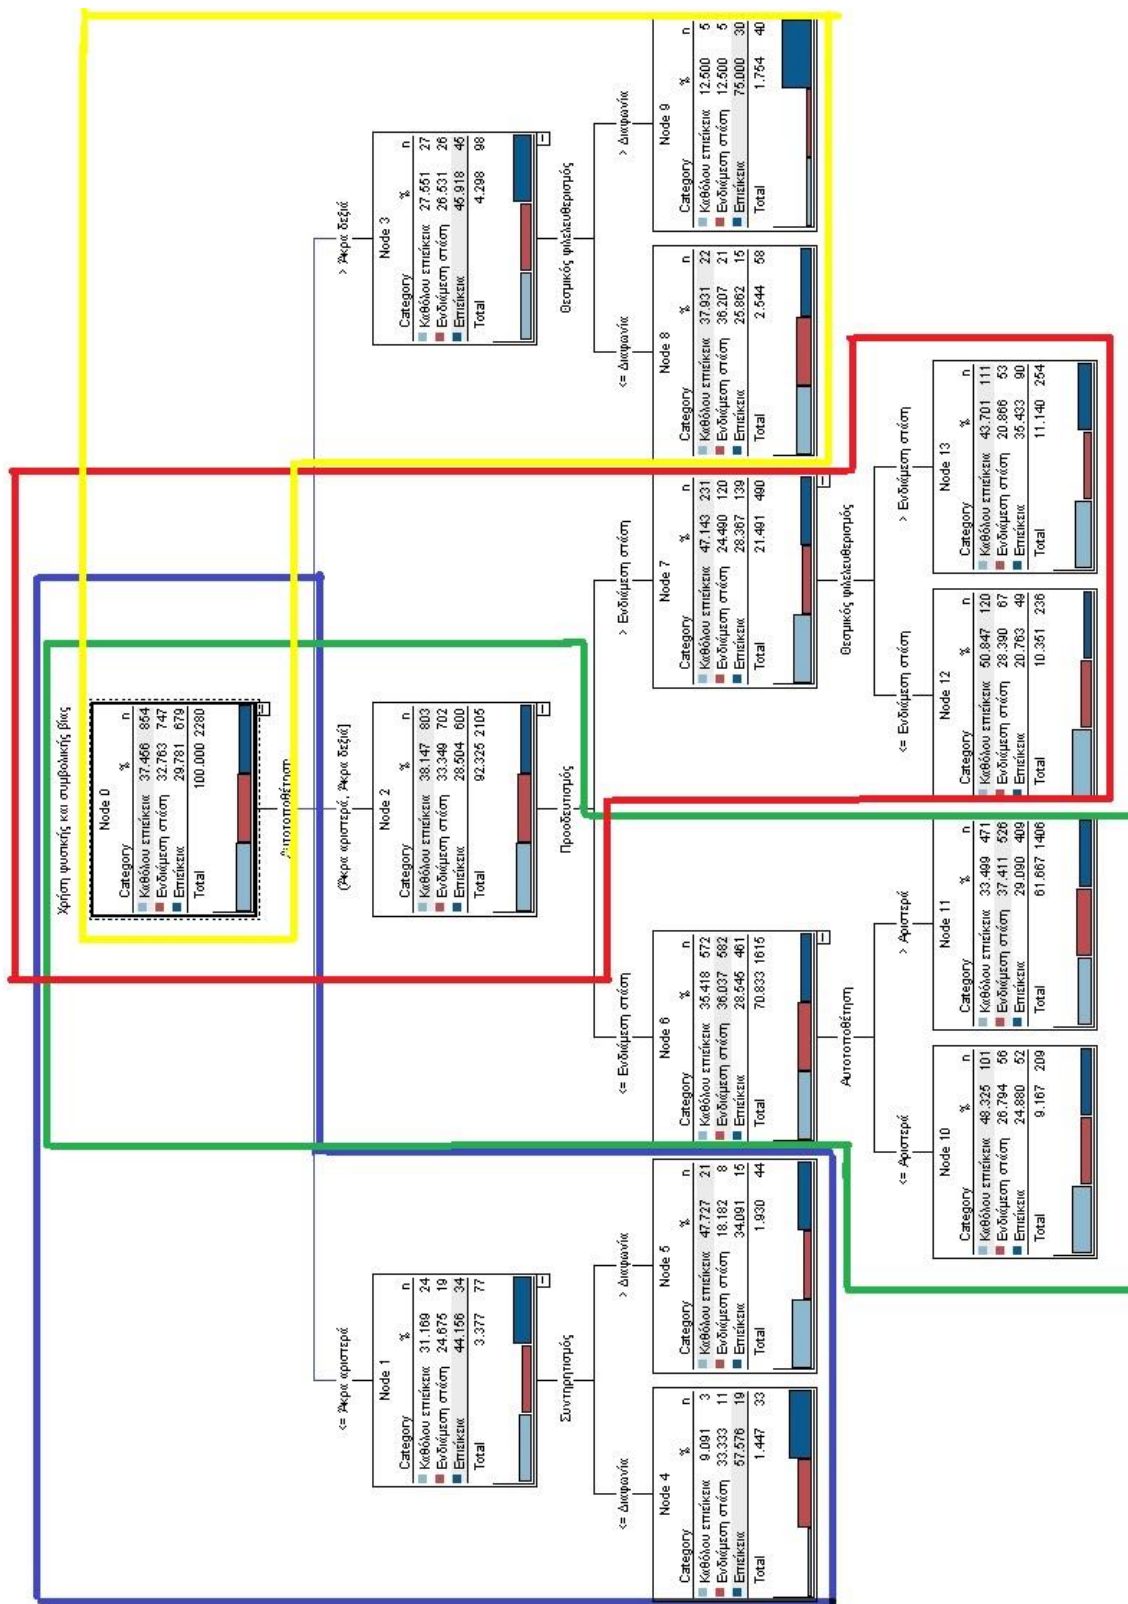 Χρήση φυσικής και συμβολικής βίας
Node 0
Category % n
Καθόλου επιείκεια 37.456 854
Ενδιάμεση στάση 32.763 747
Επιείκεια 29.781 679
Total 100.000 2280
Αυτοτοποθέτηση
<= Άκρα αριστερά
(Άκρα αριστερά, Άκρα δεξιά]
> Άκρα δεξιά
Node 1
Category % n
Καθόλου επιείκεια 31.169 24
Ενδιάμεση στάση 24.675 19
Επιείκεια 44.156 34
Total 3.377 77
Συντηρητισμός
Node 2
Category % n
Καθόλου επιείκεια 38.147 803
Ενδιάμεση στάση 33.349 702
Επιείκεια 28.504 600
Total 92.325 2105
Προοδευτισμός
Node 3
Category % n
Καθόλου επιείκεια 27.551 27
Ενδιάμεση στάση 26.531 26
Επιείκεια 45.918 45
Total 4.298 98
Θεσμικός φιλελευθερισμός
<= Διαφωνία
> Διαφωνία
<= Ενδιάμεση στάση
> Ενδιάμεση στάση
<= Διαφωνία
> Διαφωνία
Node 4
Category % n
Καθόλου επιείκεια 9.091 3
Ενδιάμεση στάση 33.333 11
Επιείκεια 57.576 19
Total 1.447 33
Node 5
Category % n
Καθόλου επιείκεια 47.727 21
Ενδιάμεση στάση 18.182 8
Επιείκεια 34.091 15
Total 1.930 44
Node 6
Category % n
Καθόλου επιείκεια 35.418 572
Ενδιάμεση στάση 36.037 582
Επιείκεια 28.545 461
Total 70.833 1615
Αυτοτοποθέτηση
Node 7
Category % n
Καθόλου επιείκεια 47.143 231
Ενδιάμεση στάση 24.490 120
Επιείκεια 28.367 139
Total 21.491 490
Θεσμικός φιλελευθερισμός
Node 8
Category % n
Καθόλου επιείκεια 37.931 22
Ενδιάμεση στάση 36.207 21
Επιείκεια 25.862 15
Total 2.544 58
Node 9
Category % n
Καθόλου επιείκεια 12.500 5
Ενδιάμεση στάση 12.500 5
Επιείκεια 75.000 30
Total 1.754 40
<= Αριστερά
> Αριστερά
<= Ενδιάμεση στάση
> Ενδιάμεση στάση
Node 10
Category % n
Καθόλου επιείκεια 48.325 101
Ενδιάμεση στάση 26.794 56
Επιείκεια 24.880 52
Total 9.167 209
Node 11
Category % n
Καθόλου επιείκεια 33.499 471
Ενδιάμεση στάση 37.411 526
Επιείκεια 29.090 409
Total 61.667 1406
Node 12
Category % n
Καθόλου επιείκεια 50.847 120
Ενδιάμεση στάση 28.390 67
Επιείκεια 20.763 49
Total 10.351 236
Node 13
Category % n
Καθόλου επιείκεια 43.701 111
Ενδιάμεση στάση 20.866 53
Επιείκεια 35.433 90
Total 11.140 254